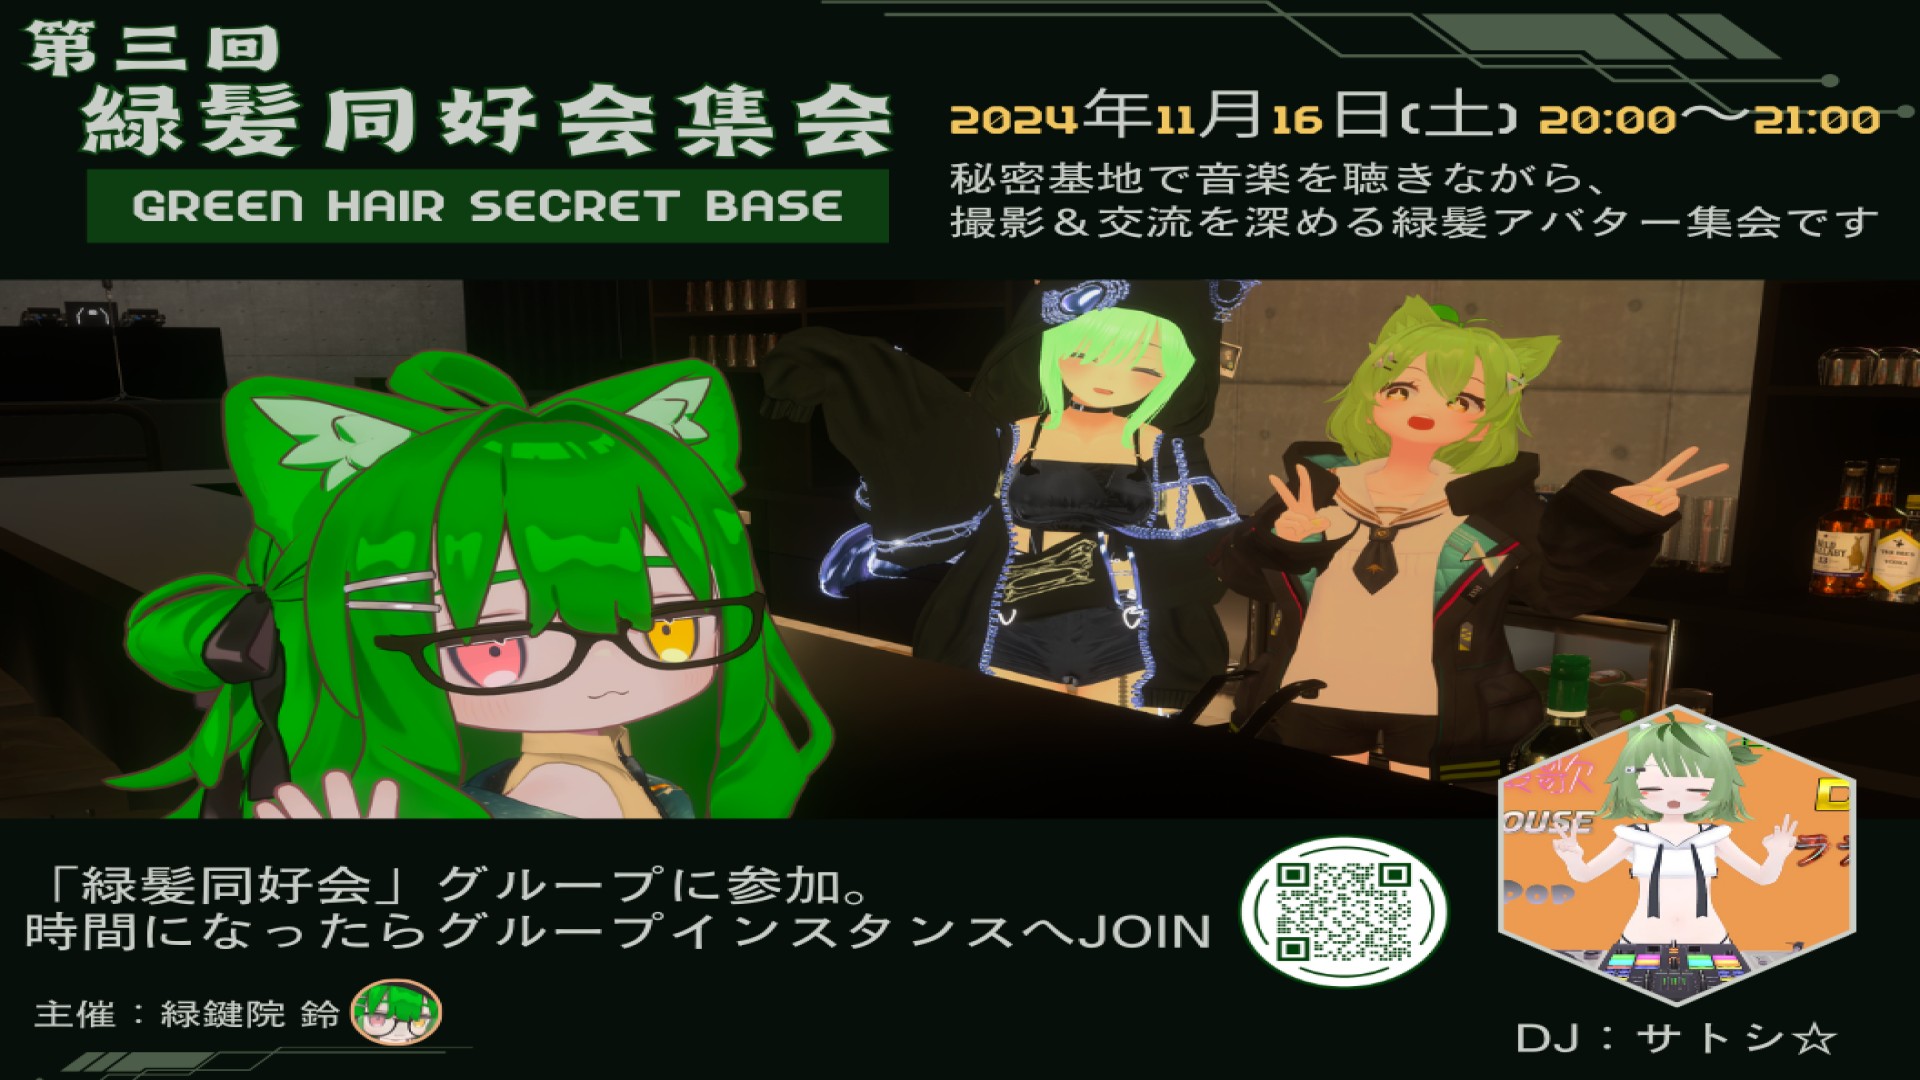 第三回
緑髪同好会集会
GREEN HAIR SECRET BASE
2024年11月16日(土) 20:00～21:00
秘密基地で音楽を聴きながら、
撮影＆交流を深める緑髪アバター集会です
「緑髪同好会」グループに参加。
時間になったらグループインスタンスへJOIN
主催：緑鍵院 鈴
OUSE
POP
DJ：サトシ☆